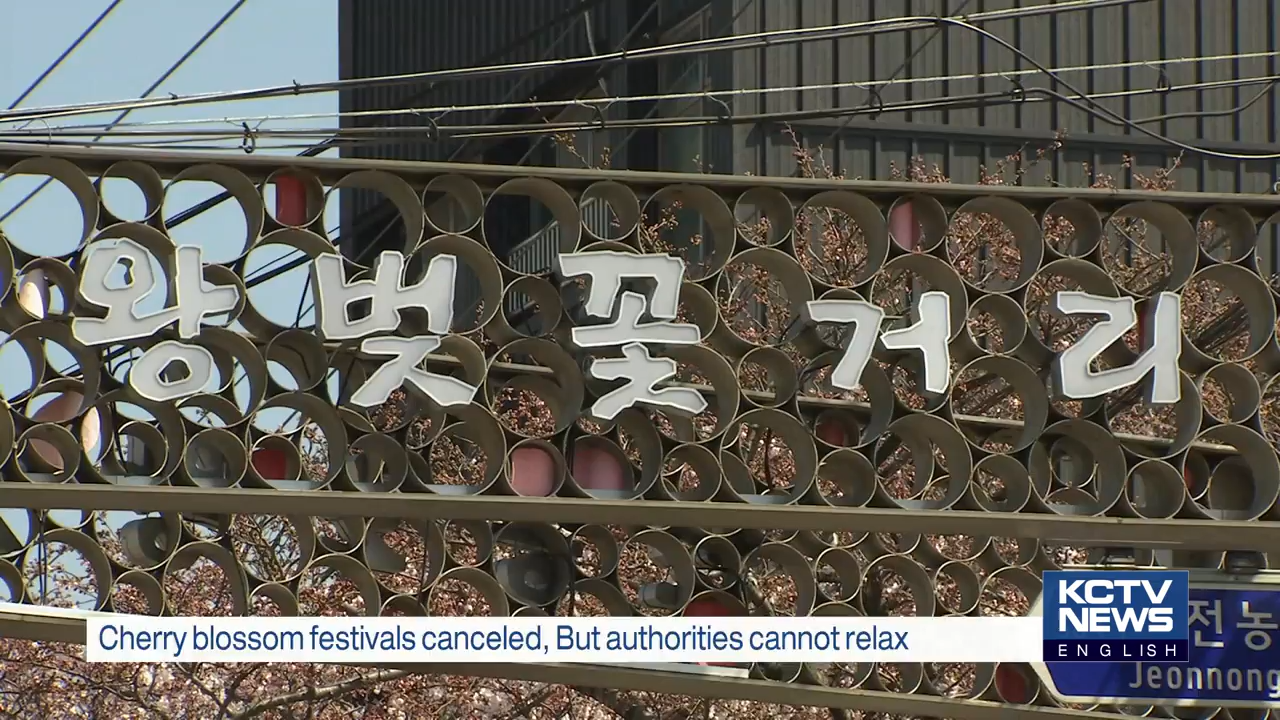 왕벚꽃거리
Cherry blossom festivals canceled, But authorities cannot relax
KCTV
NEWS
ENGLISH
전농
Jeonnong